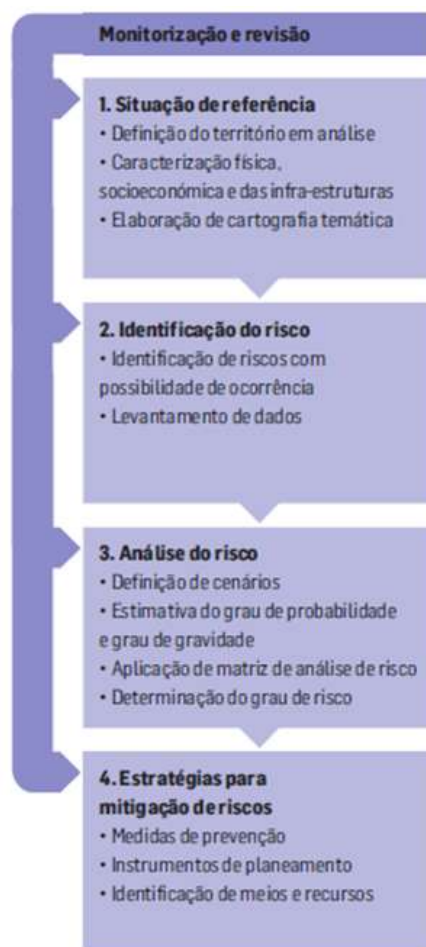 Monitorização e revisão
1. Situação de referência
• Definição do território em análise
• Caracterização física,
socioeconómica e das infra-estruturas
• Elaboração de cartografia temática
2. Identificação do risco
• Identificação de riscos com
possibilidade de ocorrência
• Levantamento de dados
3. Análise do risco
• Definição de cenários
• Estimativa do grau de probabilidade
e grau de gravidade
• Aplicação de matriz de análise de risco
• Determinação do grau de risco
4. Estratégias para
mitigação de riscos
• Medidas de prevenção
• Instrumentos de planeamento
• Identificação de meios e recursos